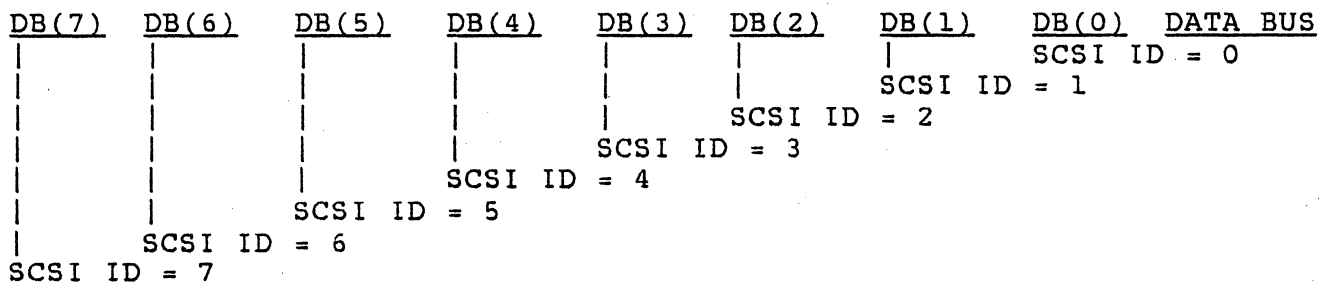 DB(7) DB(6) DB(5) DB(4) DB(3) DB(2) DB(1) DB(0) DATA BUS
| | | | | | | SCSI ID = 0
| | | | | | SCSI ID = 1
| | | | | SCSI ID = 2
| | | | SCSI ID = 3
| | | SCSI ID = 4
| | SCSI ID = 5
| SCSI ID = 6
SCSI ID = 7